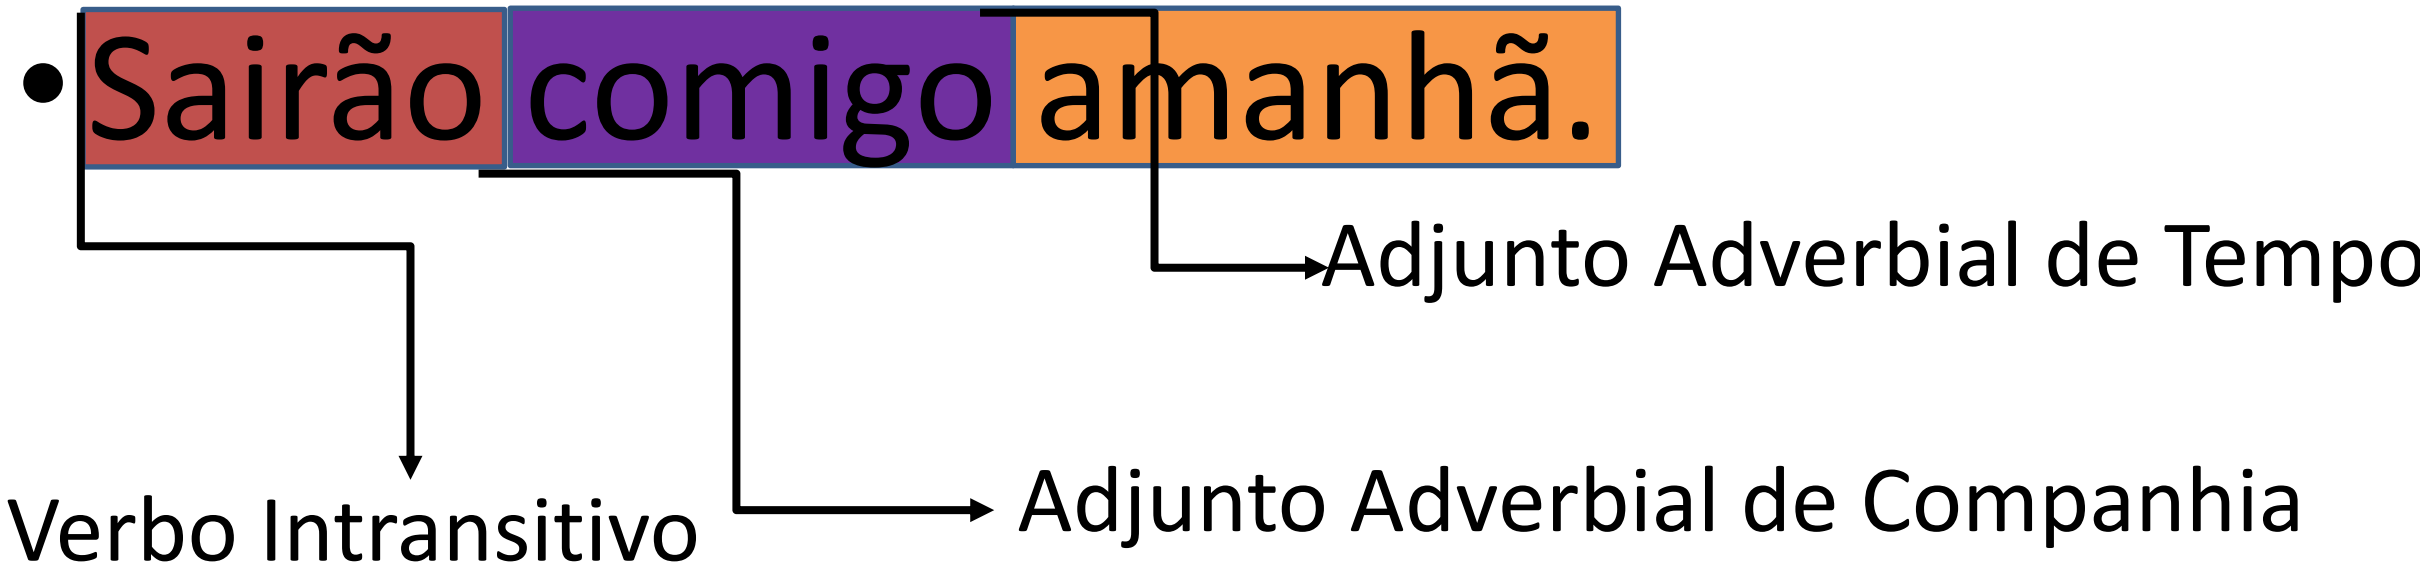 • Sairão comigo amanhã.
Adjunto Adverbial de Tempo
Adjunto Adverbial de Companhia
Verbo Intransitivo